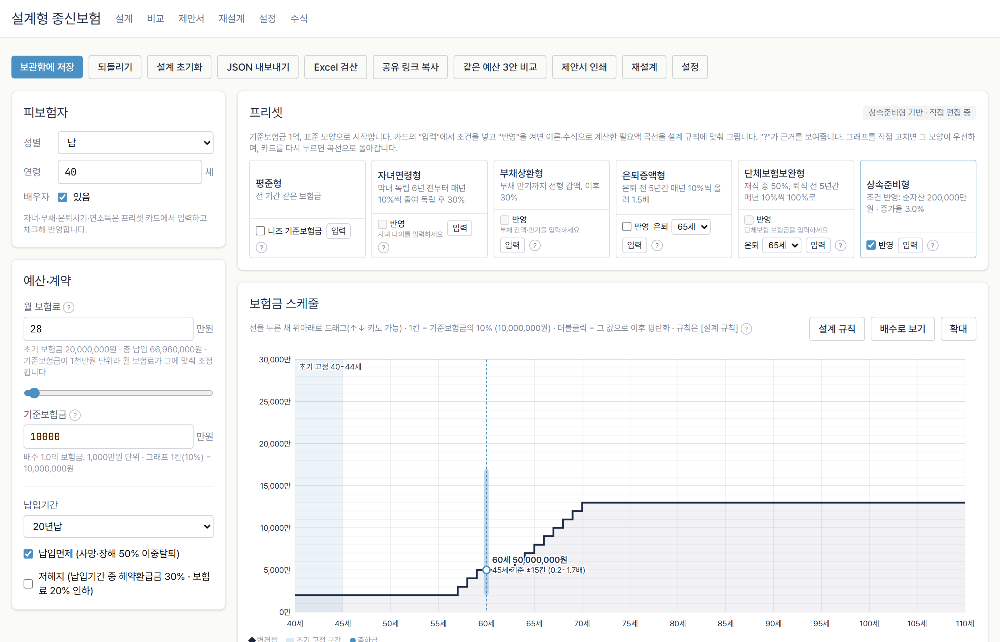 설계형 종신보험 설계 비교 제안서 재설계 설정 수식
보관함에 저장 되돌리기 설계 초기화 JSON 내보내기 Excel 검산 공유 링크 복사 같은 예산 3안 비교 제안서 인쇄 재설계 설정
피보험자
성별 남
연령 40 세
배우자 있음
자녀·부채·은퇴시기·연소득은 프리셋 카드에서 입력하고
체크해 반영합니다.
예산·계약
월 보험료 ?
28 만원
초기 보험금 20,000,000원 · 총 납입 66,960,000원 ·
기준보험금이 1천만원 단위라 월 보험료가 그에 맞춰 조정
됩니다
기준보험금 ?
10000 만원
배수 1.0의 보험금. 1,000만원 단위 · 그래프 1칸(10%) =
10,000,000원
납입기간
20년납
납입면제 (사망·장해 50% 이중탈퇴)
저해지 (납입기간 중 해약환급금 30% · 보험
료 20% 인하)
프리셋
상속준비형 기반 · 직접 편집 중
기준보험금 1억, 표준 모양으로 시작합니다. 카드의 "입력"에서 조건을 넣고 "반영"을 켜면 이론·수식으로 계산한 필요액 곡선을 설계 규칙에 맞춰 그립니다. "?"가 근거를 보여줍니다. 그래프를 직접 고치면 그 모양이 우선하
며, 카드를 다시 누르면 곡선으로 돌아갑니다.
평준형
전 기간 같은 보험금
니즈 기준보험금 입력
?
자녀연령형
막내 독립 6년 전부터 매년
10%씩 줄여 독립 후 30%
반영
자녀 나이를 입력하세요 입력
?
부채상환형
부채 만기까지 선형 감액, 이후
30%
반영
부채 잔액·만기를 입력하세요
입력 ?
은퇴증액형
은퇴 전 5년간 매년 10%씩 올
려 1.5배
반영 은퇴 65세
입력 ?
단체보험보완형
재직 중 50%, 퇴직 전 5년간
매년 10%씩 100%로
반영
단체보험 보험금을 입력하세요
은퇴 65세 입력 ?
상속준비형
조건 반영: 순자산 200,000만
원 · 증가율 3.0%
반영 입력 ?
보험금 스케줄
선을 누른 채 위아래로 드래그(↑↓ 키도 가능) · 1칸 = 기준보험금의 10% (10,000,000원) · 더블클릭 = 그 값으로 이후 평탄화 · 규칙은 [설계 규칙] ?
설계 규칙 배수로 보기 확대
30,000만
초기 고정 40~44세
25,000만
20,000만
15,000만
10,000만
5,000만
0만
60세 50,000,000원
45세 기준 ±15칸 (0.2~1.7배)
40세 45세 50세 55세 60세 65세 70세 75세 80세 85세 90세 95세 100세 105세 110세
변경점 초기 고정 구간 축하금